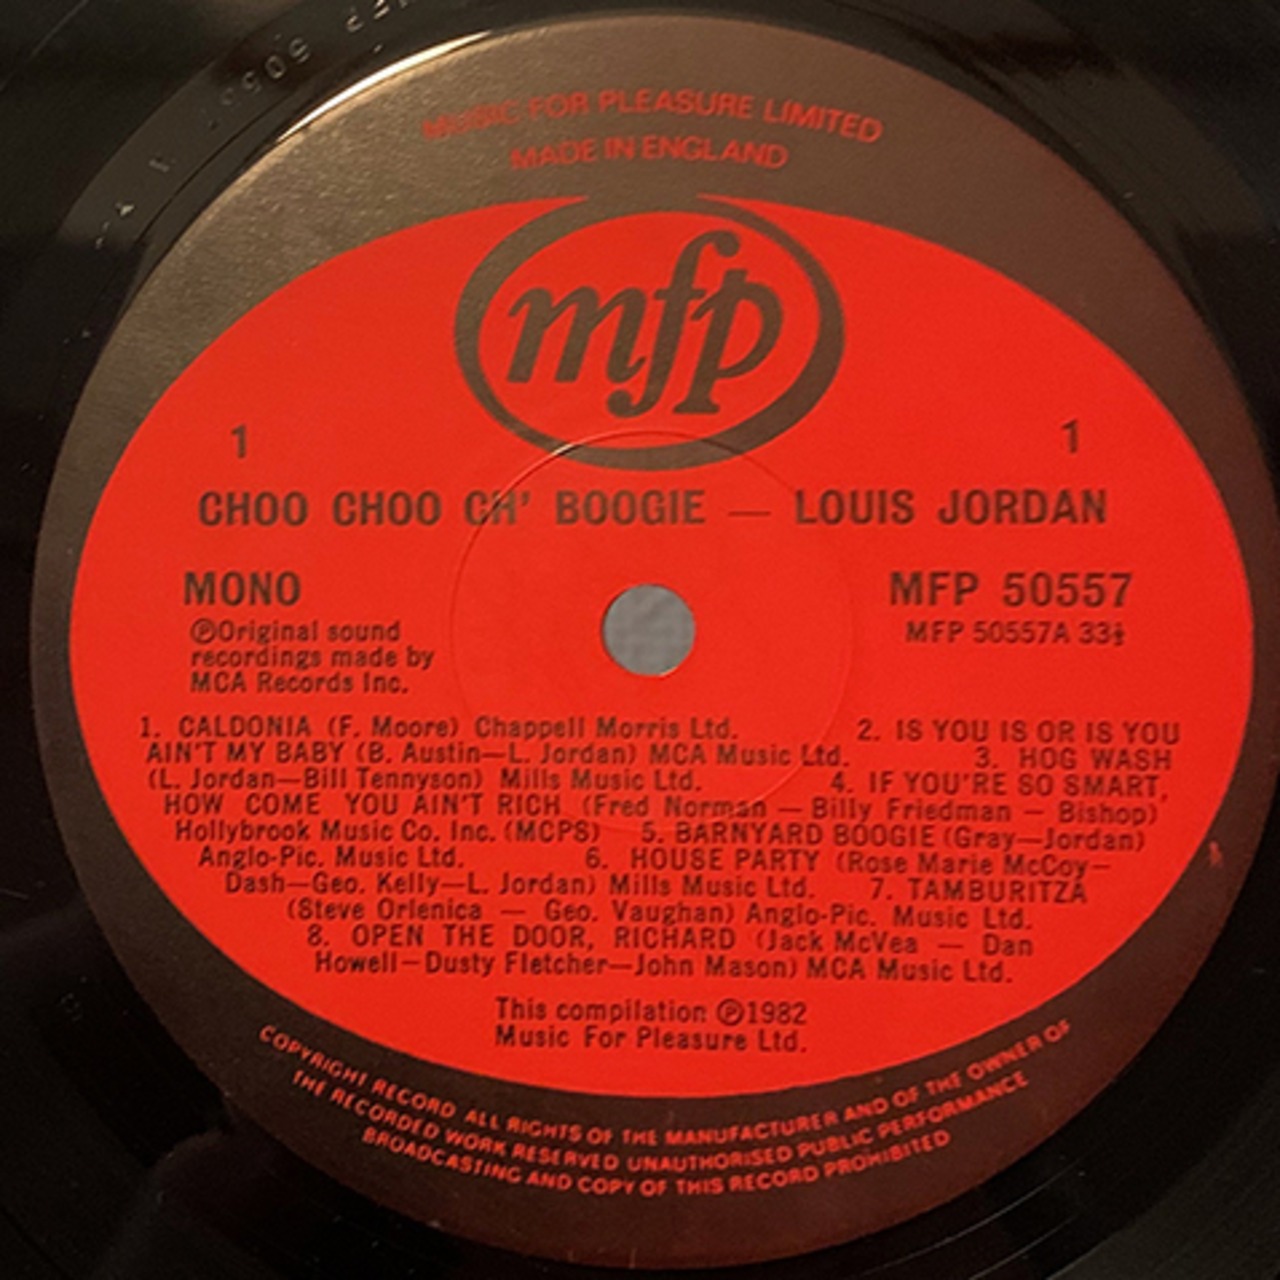 MUSIC FOR PLEASURE LIMITED
MADE IN ENGLAND
mfp
1 1
CHOO CHOO CH' BOOGIE — LOUIS JORDAN
MONO MFP 50557
ⓅOriginal sound MFP 50557A 33⅓
recordings made by
MCA Records Inc.
1. CALDONIA (F. Moore) Chappell Morris Ltd. 2. IS YOU IS OR IS YOU
AIN'T MY BABY (B. Austin—L. Jordan) MCA Music Ltd. 3. HOG WASH
(L. Jordan—Bill Tennyson) Mills Music Ltd. 4. IF YOU'RE SO SMART,
HOW COME YOU AIN'T RICH (Fred Norman — Billy Friedman — Bishop)
Hollybrook Music Co. Inc. (MCPS) 5. BARNYARD BOOGIE (Gray—Jordan)
Anglo-Pic. Music Ltd. 6. HOUSE PARTY (Rose Marie McCoy—
Dash—Geo. Kelly—L. Jordan) Mills Music Ltd. 7. TAMBURITZA
(Steve Orlenica — Geo. Vaughan) Anglo-Pic. Music Ltd.
8. OPEN THE DOOR, RICHARD (Jack McVea — Dan
Howell—Dusty Fletcher—John Mason) MCA Music Ltd.
This compilation Ⓟ1982
Music For Pleasure Ltd.
COPYRIGHT RECORD ALL RIGHTS OF THE MANUFACTURER AND OF THE OWNER OF
THE RECORDED WORK RESERVED UNAUTHORISED PUBLIC PERFORMANCE
BROADCASTING AND COPY OF THIS RECORD PROHIBITED